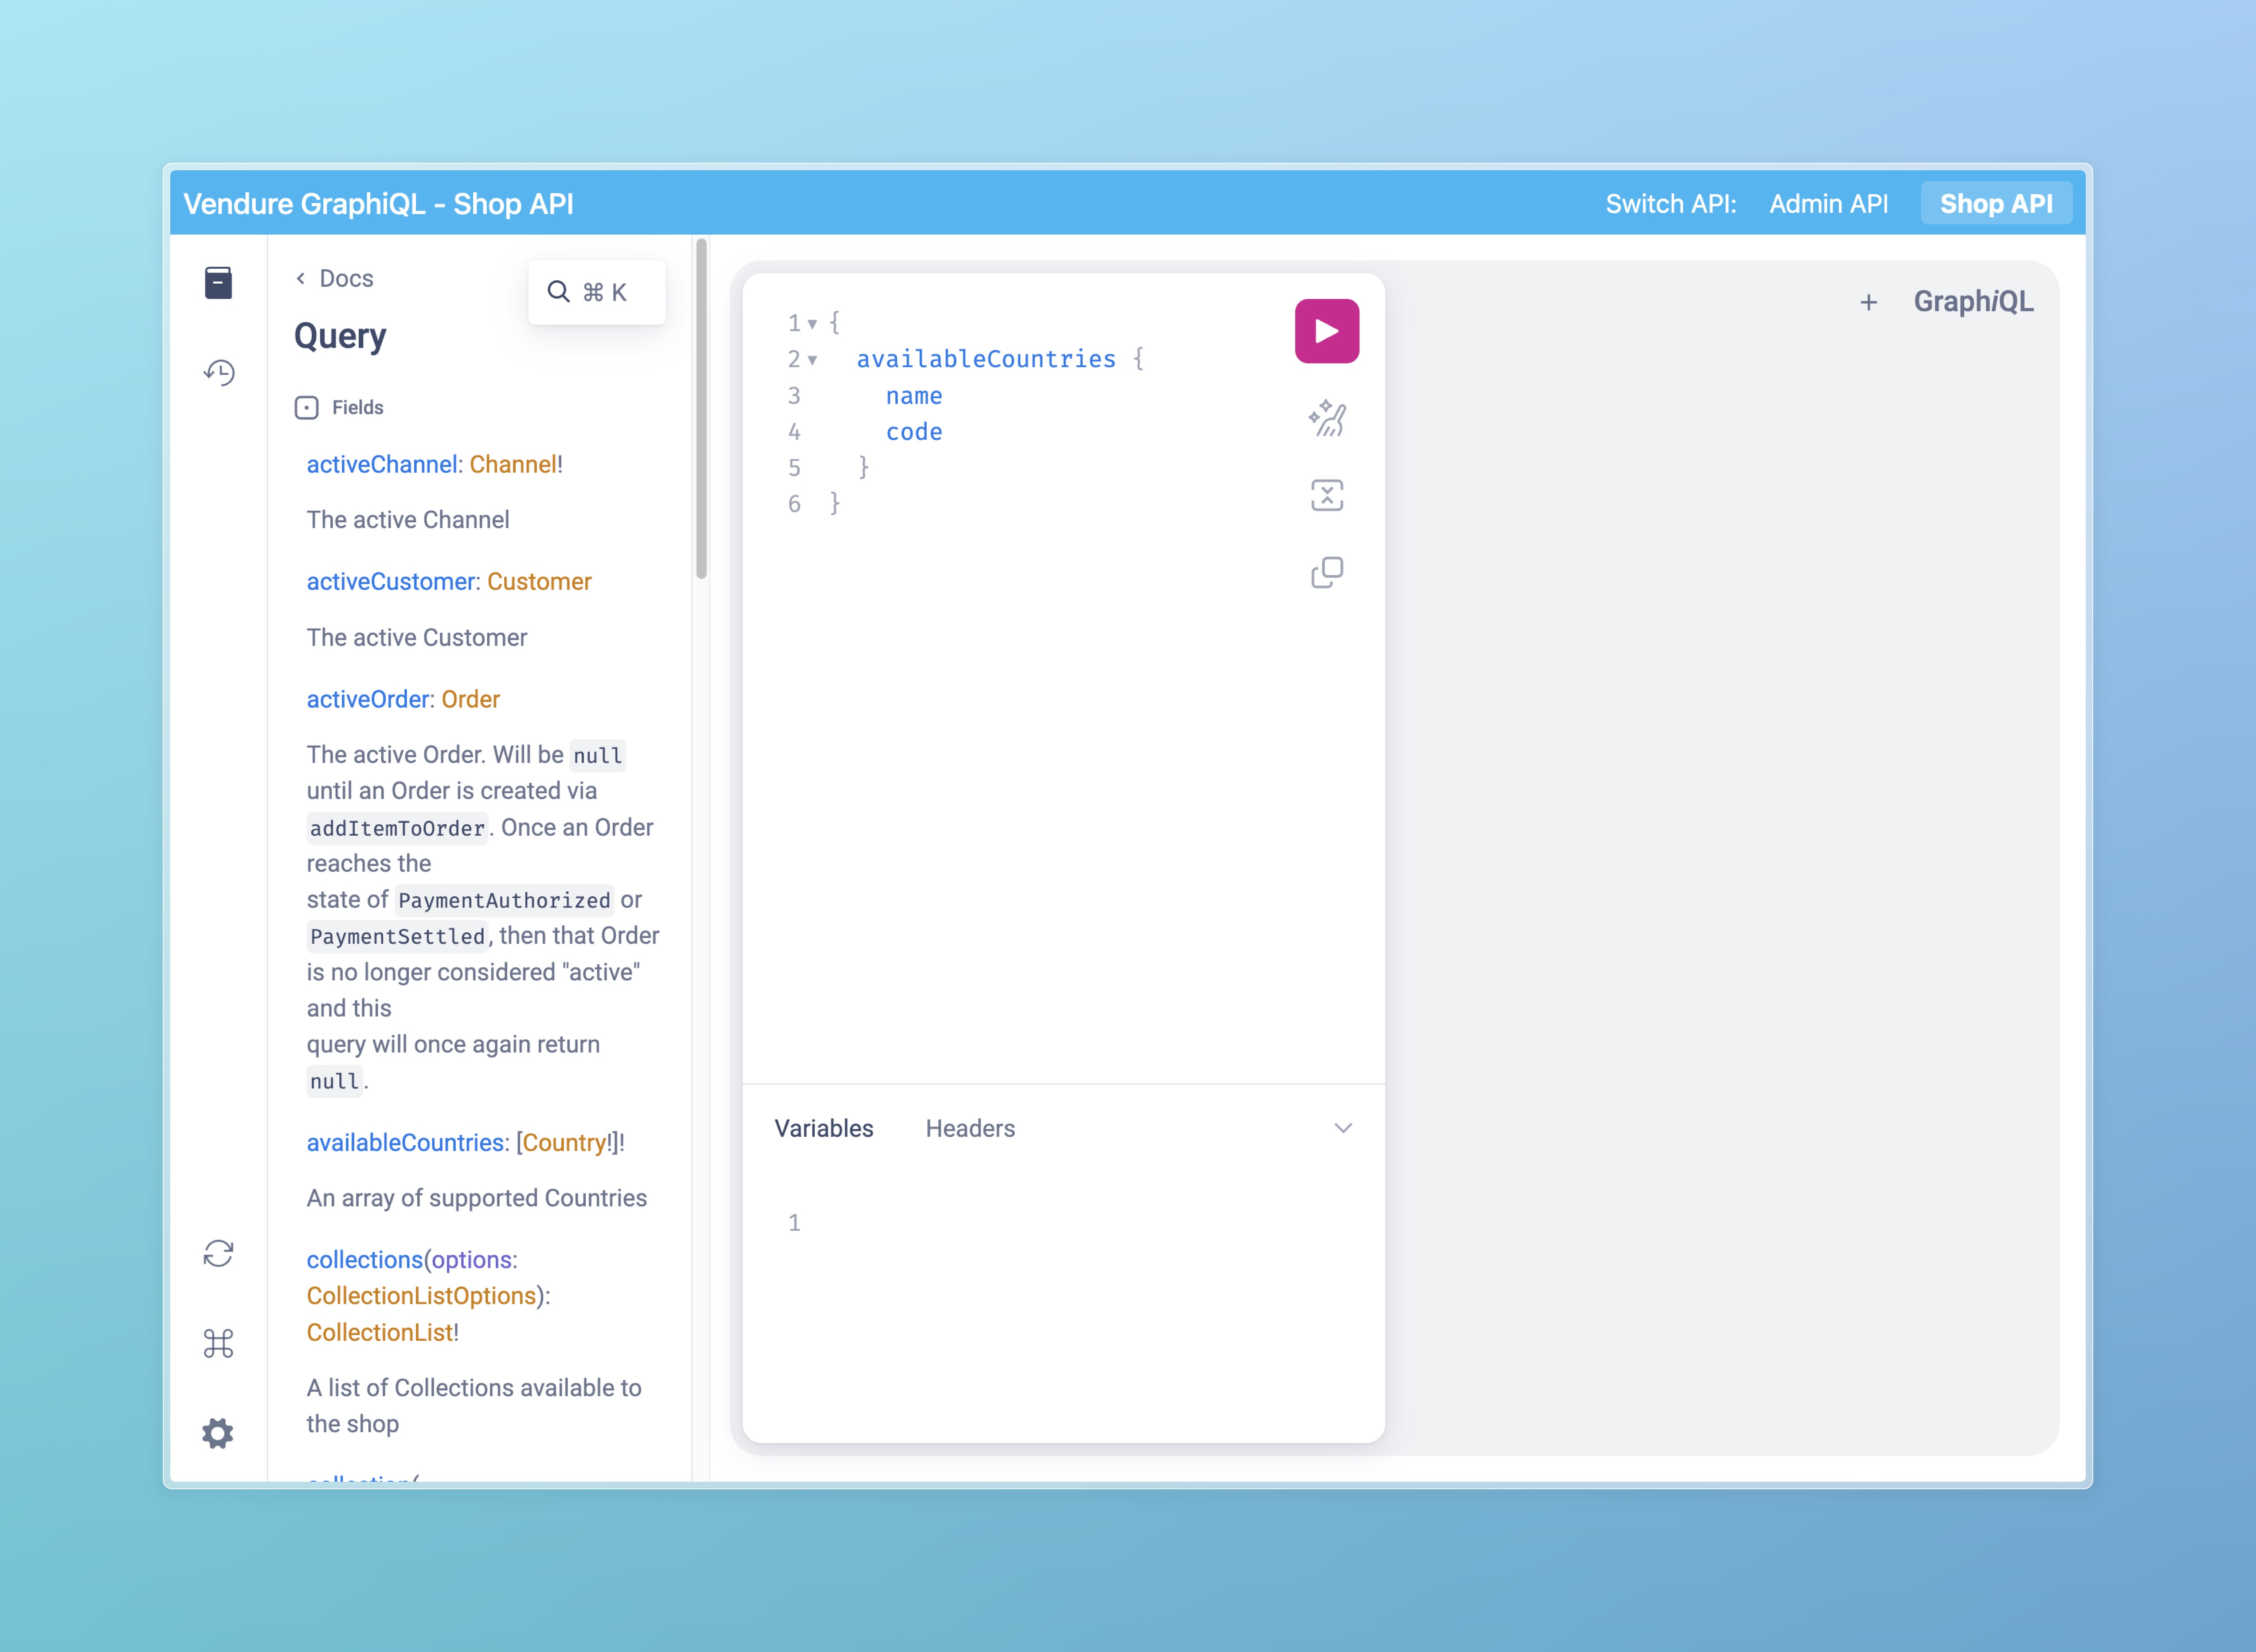 Vendure GraphiQL - Shop API
Switch API: Admin API Shop API
Docs
⌘ K
Query
Fields
activeChannel: Channel!
The active Channel
activeCustomer: Customer
The active Customer
activeOrder: Order
The active Order. Will be null
until an Order is created via
addItemToOrder. Once an Order
reaches the
state of PaymentAuthorized or
PaymentSettled, then that Order
is no longer considered "active"
and this
query will once again return
null.
availableCountries: [Country!]!
An array of supported Countries
collections(options:
CollectionListOptions):
CollectionList!
A list of Collections available to
the shop
collection(
1 {
2 availableCountries {
3 name
4 code
5 }
6 }
Variables Headers
1
+ GraphiQL